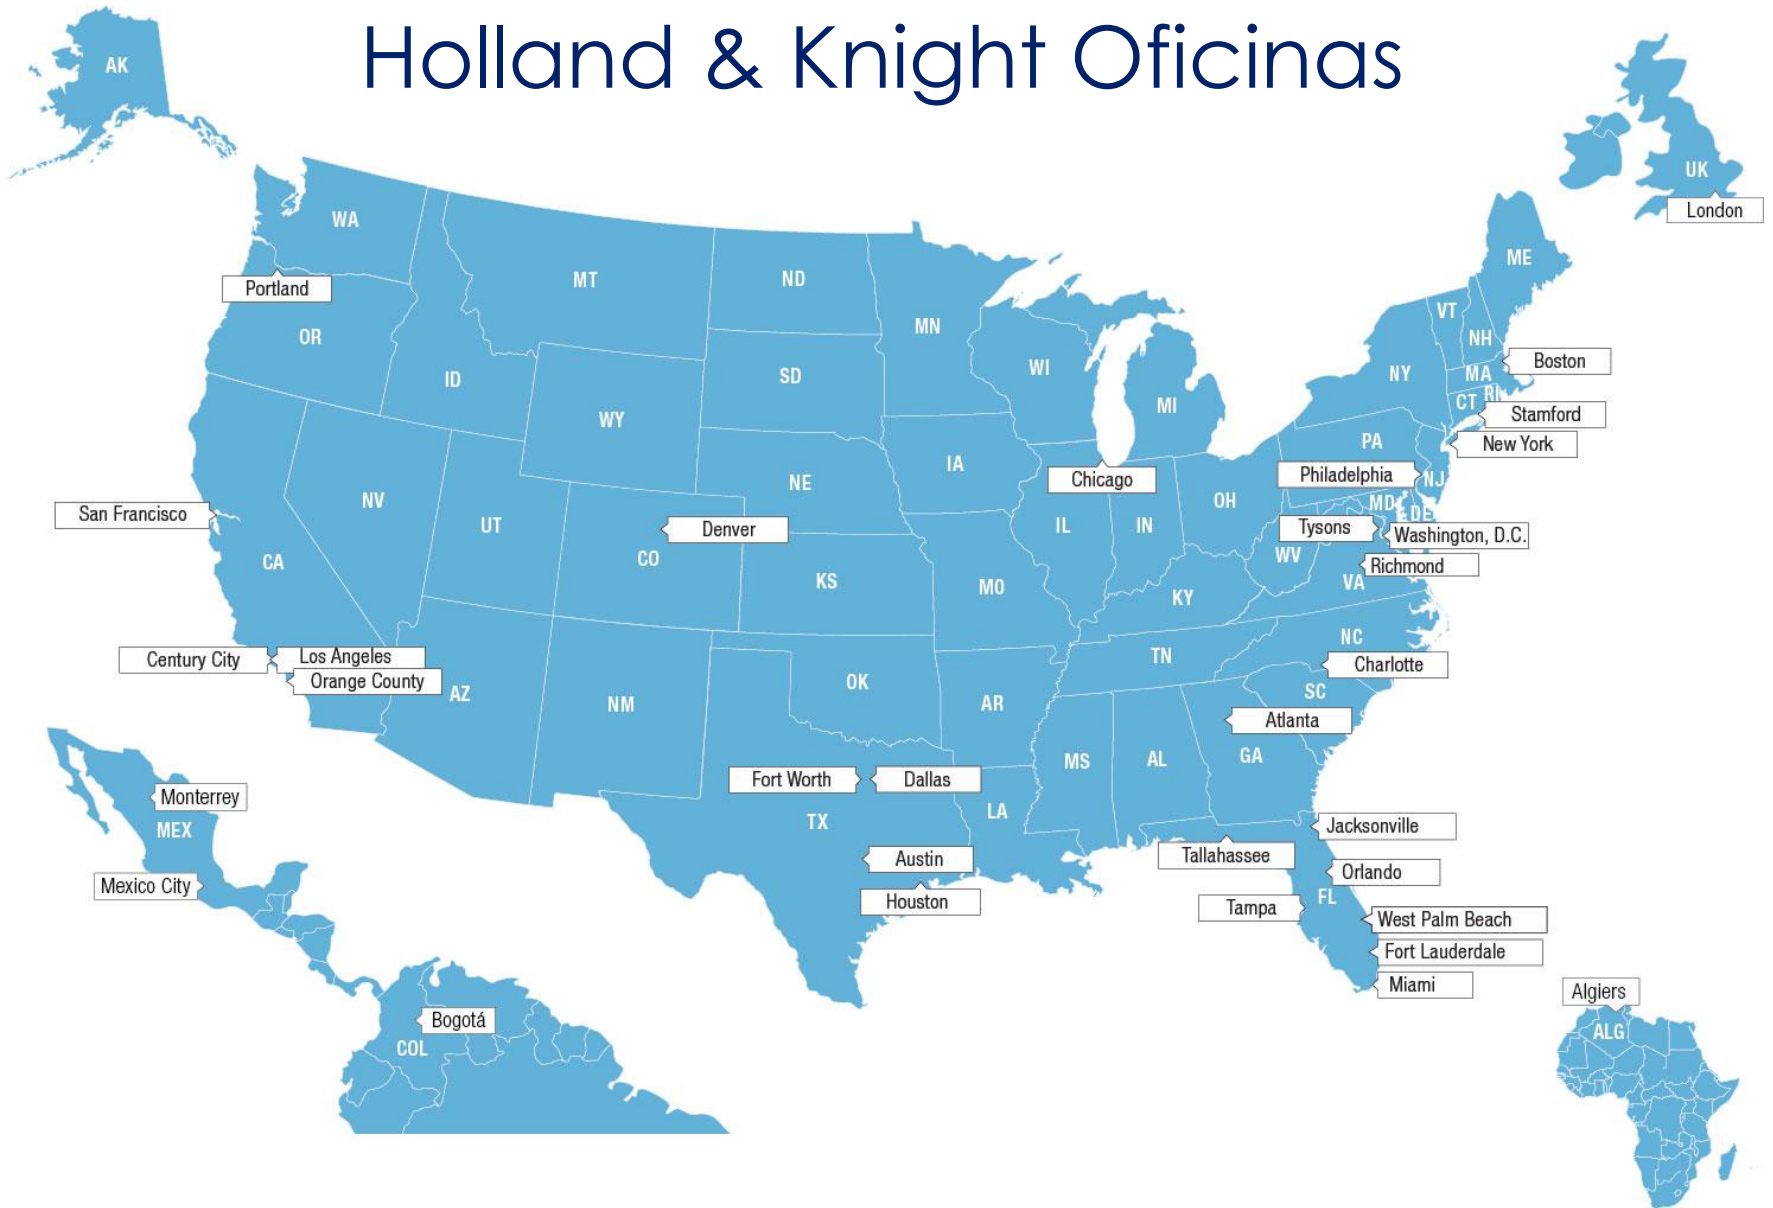 Holland & Knight Oficinas
AK
UK
London
WA
ME
Portland
MT
ND
MN
VT
NH
OR
ID
SD
WI
MI
NY
MA
Boston
WY
CT
RI
Stamford
PA
New York
NE
IA
Chicago
Philadelphia
NJ
San Francisco
NV
UT
Denver
CO
IL
IN
OH
MD
DE
Tysons
Washington, D.C.
WV
Richmond
VA
CA
KS
MO
KY
NC
Century City
Los Angeles
Orange County
AZ
NM
OK
AR
TN
Charlotte
SC
Atlanta
MS
AL
GA
Fort Worth
Dallas
TX
LA
Monterrey
MEX
Mexico City
Austin
Houston
Tallahassee
Jacksonville
Orlando
FL
Tampa
West Palm Beach
Fort Lauderdale
Miami
Bogotá
COL
Algiers
ALG